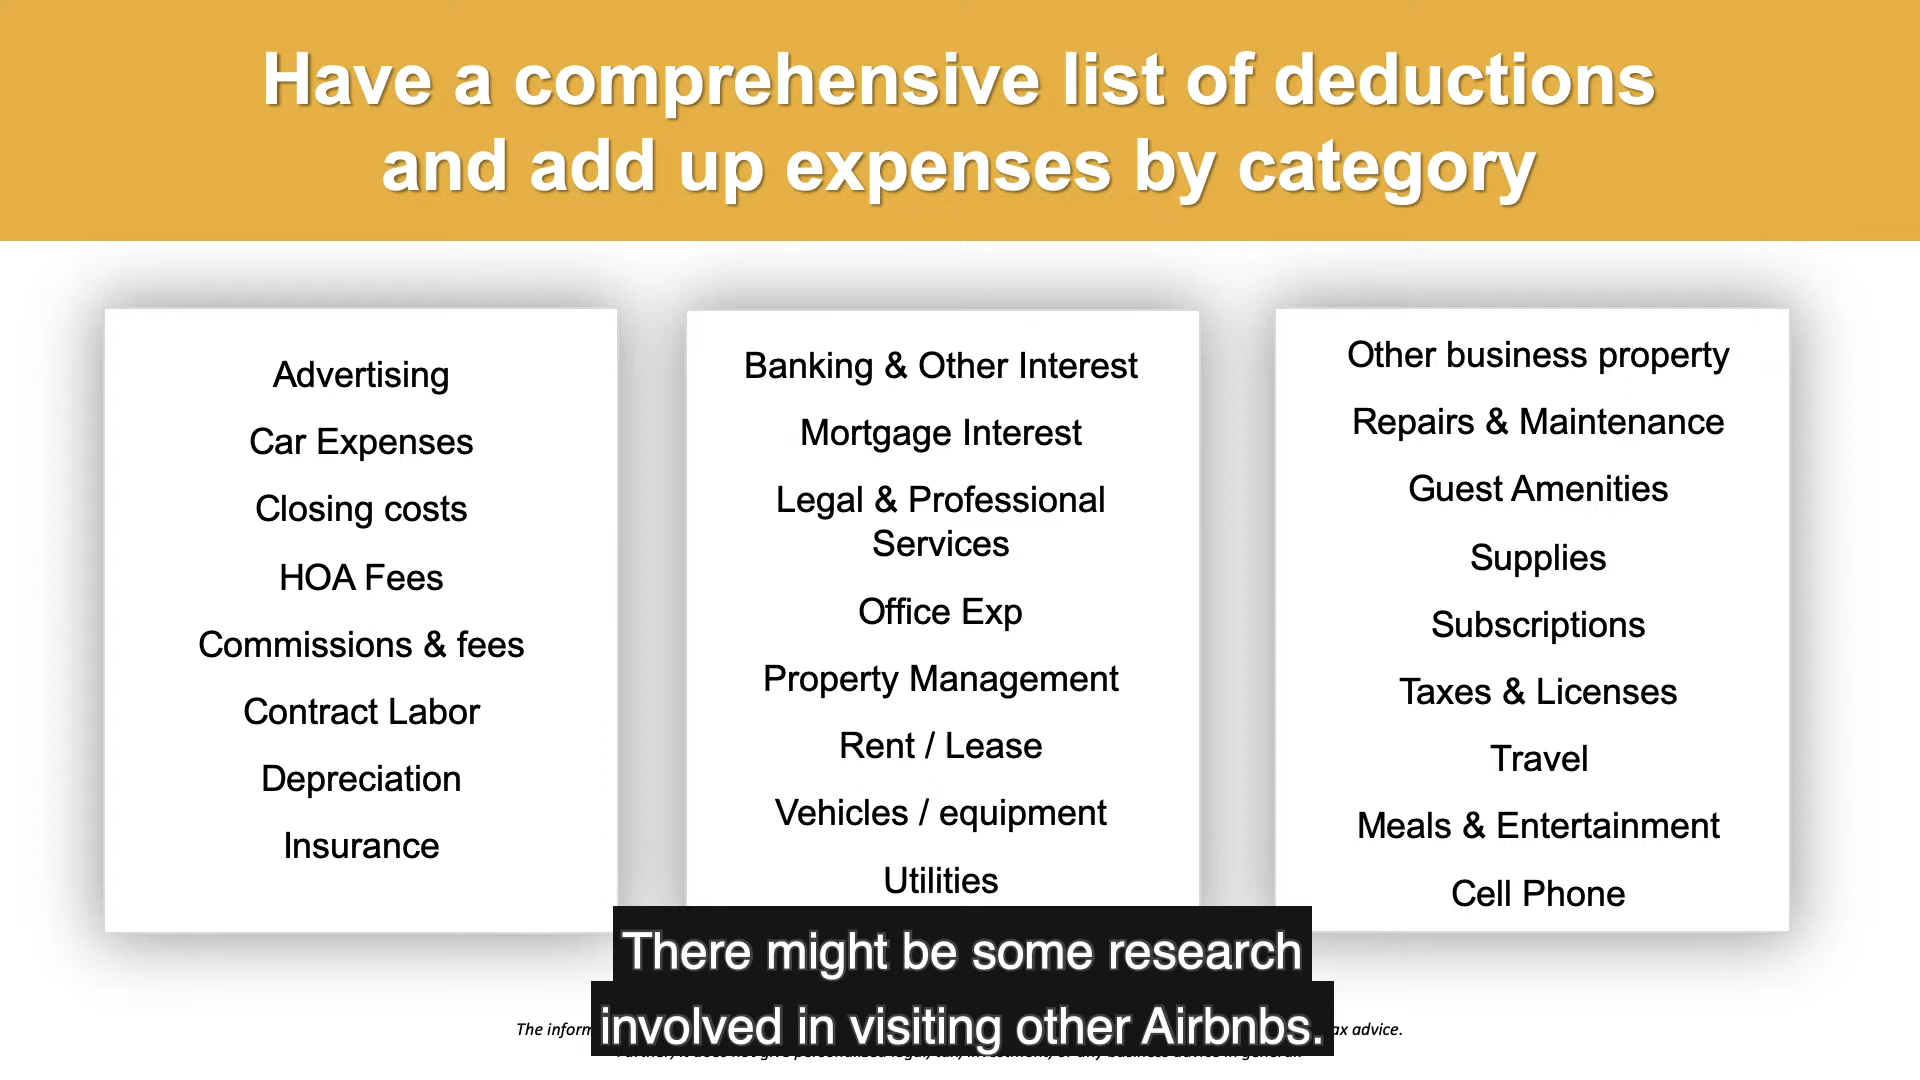 Have a comprehensive list of deductions
and add up expenses by category
Advertising
Car Expenses
Closing costs
HOA Fees
Commissions & fees
Contract Labor
Depreciation
Insurance
Banking & Other Interest
Mortgage Interest
Legal & Professional
Services
Office Exp
Property Management
Rent / Lease
Vehicles / equipment
Utilities
Other business property
Repairs & Maintenance
Guest Amenities
Supplies
Subscriptions
Taxes & Licenses
Travel
Meals & Entertainment
Cell Phone
There might be some research
involved in visiting other Airbnbs.
The advice.